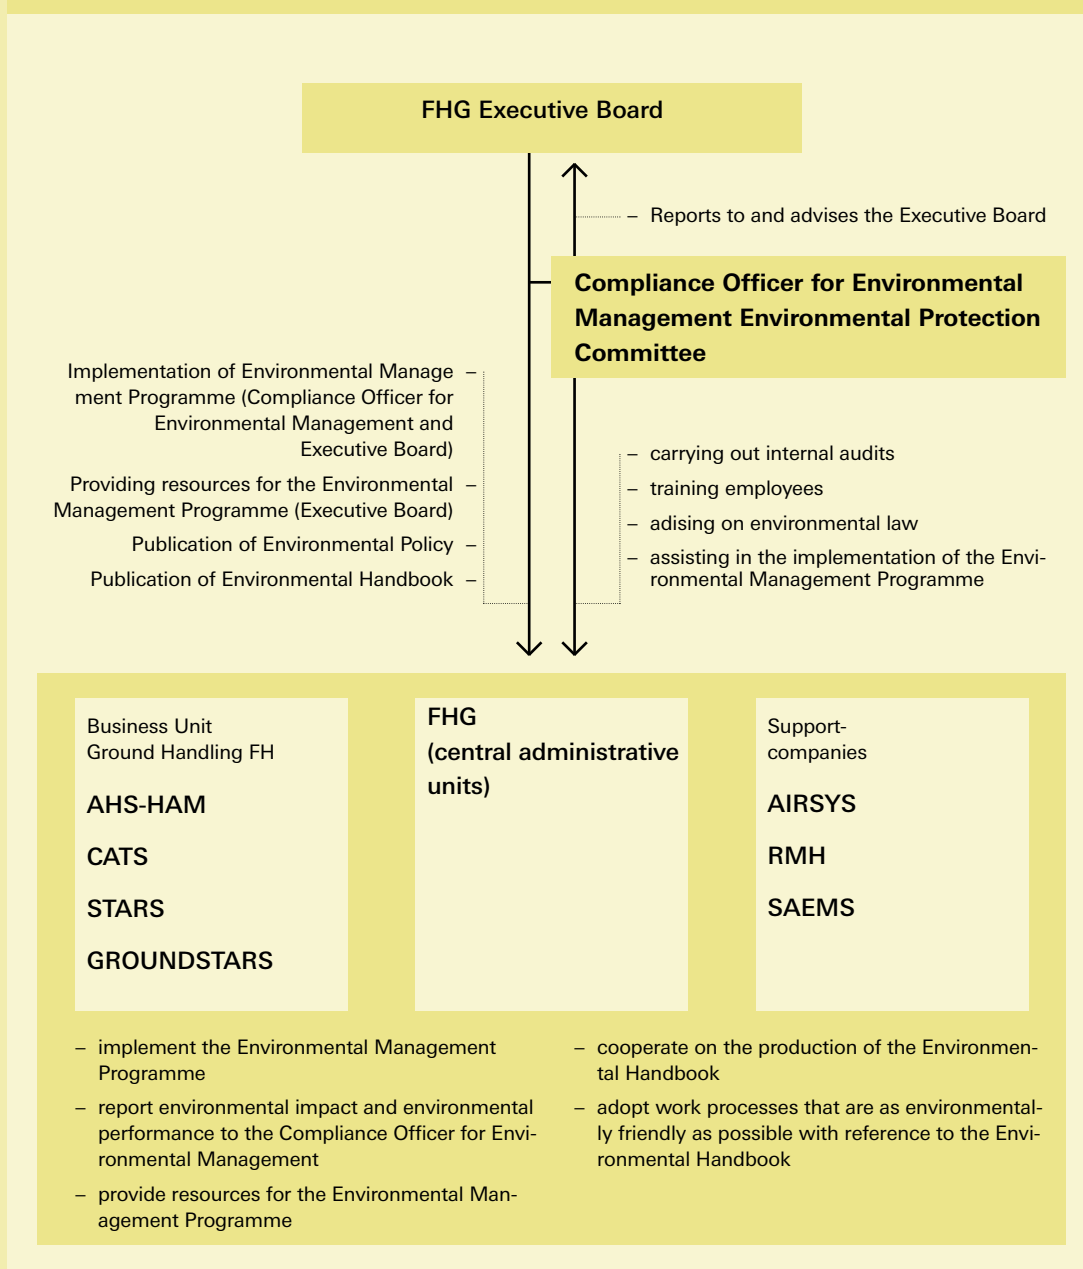 FHG Executive Board
– Reports to and advises the Executive Board
Compliance Officer for Environmental
Management Environmental Protection
Committee
Implementation of Environmental Manage –
ment Programme (Compliance Officer for
Environmental Management and
Executive Board)
Providing resources for the Environmental –
Management Programme (Executive Board)
Publication of Environmental Policy –
Publication of Environmental Handbook –
– carrying out internal audits
– training employees
– adising on environmental law
– assisting in the implementation of the Envi-
ronmental Management Programme
Business Unit
Ground Handling FH
AHS-HAM
CATS
STARS
GROUNDSTARS
FHG
(central administrative
units)
Support-
companies
AIRSYS
RMH
SAEMS
– implement the Environmental Management
Programme
– report environmental impact and environmental
performance to the Compliance Officer for Envi-
ronmental Management
– provide resources for the Environmental Man-
agement Programme
– cooperate on the production of the Environmen-
tal Handbook
– adopt work processes that are as environmental-
ly friendly as possible with reference to the Envi-
ronmental Handbook